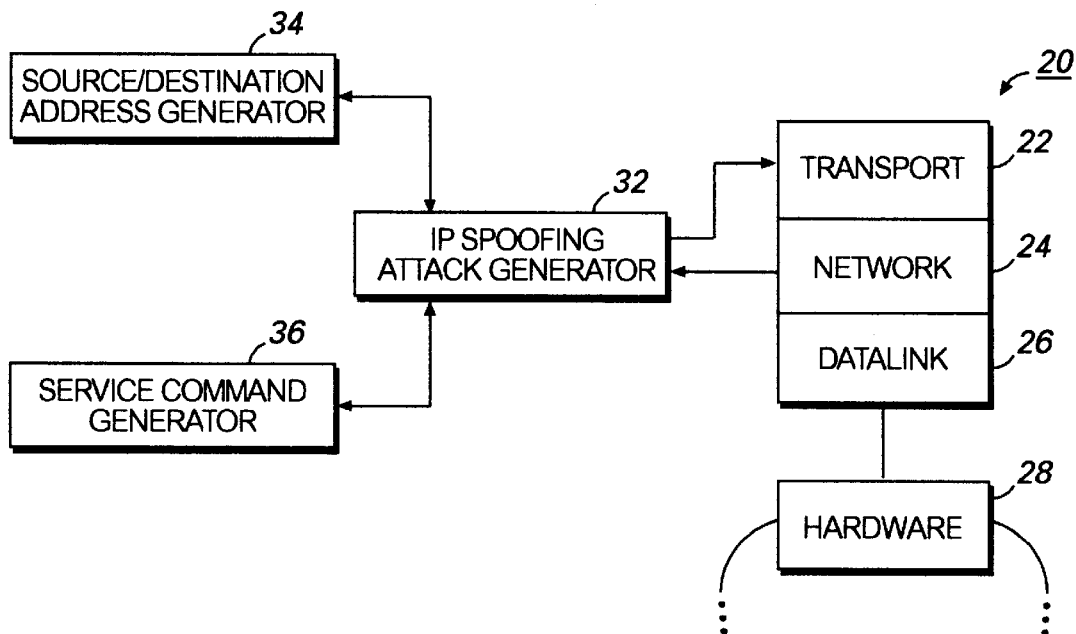 34
SOURCE/DESTINATION
ADDRESS GENERATOR
20
22
TRANSPORT
32
IP SPOOFING
ATTACK GENERATOR
24
NETWORK
36
SERVICE COMMAND
GENERATOR
26
DATALINK
28
HARDWARE